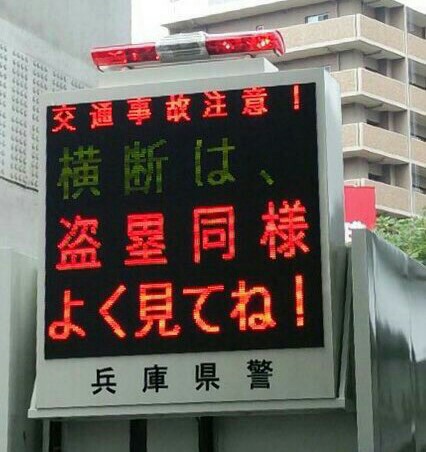 交通事故注意！
横断は、
盗塁同様
よく見てね！
兵庫県警